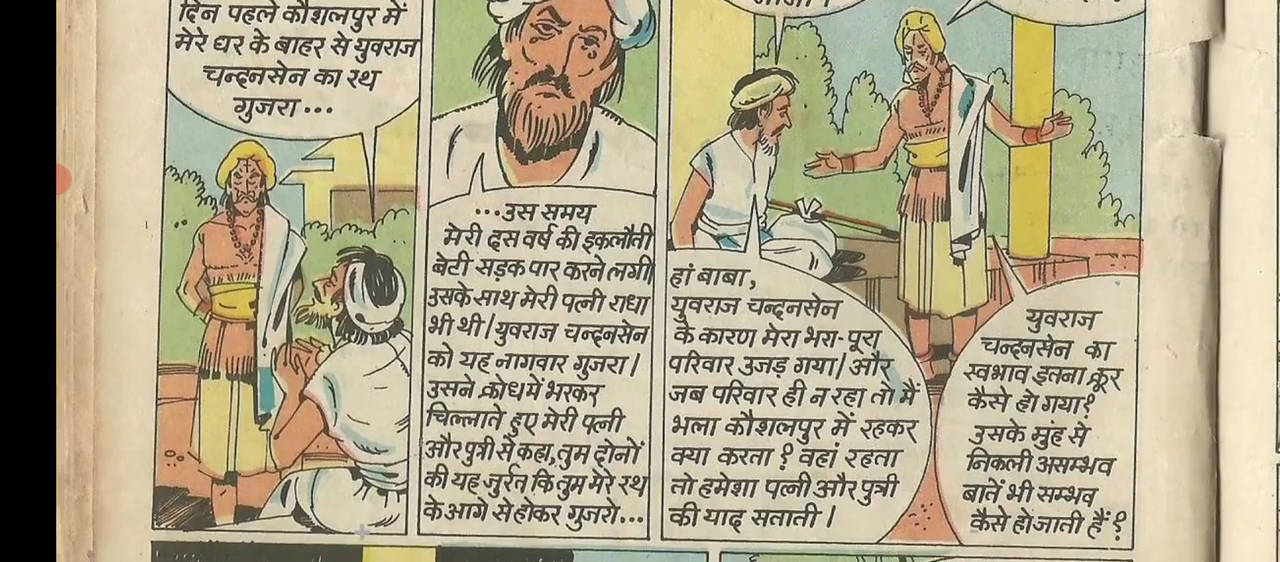 दिन पहले कौशलपुर में
मेरे घर के बाहर से युवराज
चन्दनसेन का रथ
गुजरा...
...उस समय
मेरी दस वर्ष की इकलौती
बेटी सड़क पार करने लगी
उसके साथ मेरी पत्नी राधा
भी थी। युवराज चन्दनसेन
को यह नागवार गुजरा।
उसने क्रोध में भरकर
चिल्लाते हुए मेरी पत्नी
और पुत्री से कहा, तुम दोनों
की यह जुर्रत कि तुम मेरे रथ
के आगे से होकर गुजरो...
हां बाबा,
युवराज चन्दनसेन
के कारण मेरा भरा-पूरा
परिवार उजड़ गया। और
जब परिवार ही न रहा तो मैं
भला कौशलपुर में रहकर
क्या करता? वहां रहता
तो हमेशा पत्नी और पुत्री
की याद सताती।
युवराज
चन्दनसेन का
स्वभाव इतना क्रूर
कैसे हो गया?
उसके मुंह से
निकली असम्भव
बातें भी सम्भव
कैसे हो जाती हैं?